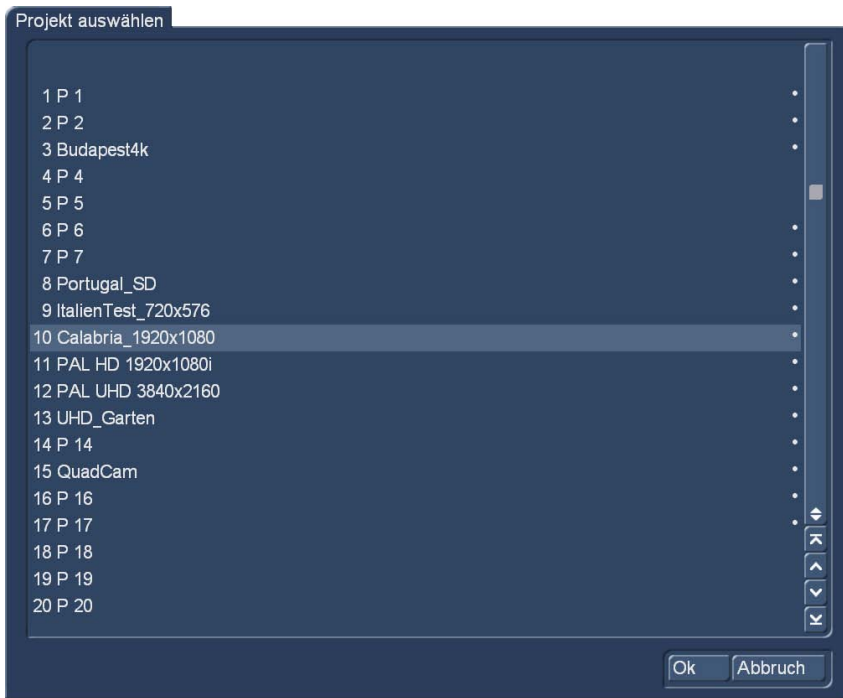 Projekt auswählen
1 P 1
2 P 2
3 Budapest4k
4 P 4
5 P 5
6 P 6
7 P 7
8 Portugal_SD
9 ItalienTest_720x576
10 Calabria_1920x1080
11 PAL HD 1920x1080i
12 PAL UHD 3840x2160
13 UHD_Garten
14 P 14
15 QuadCam
16 P 16
17 P 17
18 P 18
19 P 19
20 P 20
Ok Abbruch